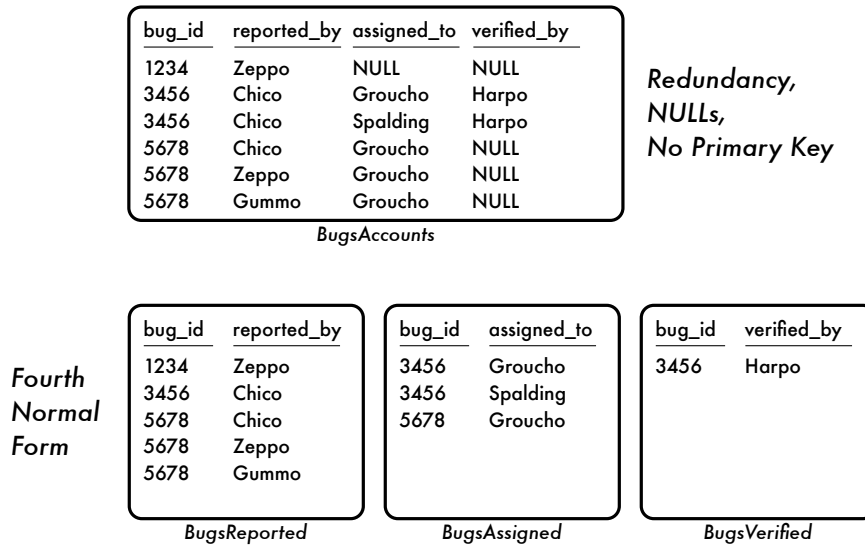 bug_id reported_by assigned_to verified_by
1234 Zeppo NULL NULL
3456 Chico Groucho Harpo
3456 Chico Spalding Harpo
5678 Chico Groucho NULL
5678 Zeppo Groucho NULL
5678 Gummo Groucho NULL
BugsAccounts
Redundancy,
NULLs,
No Primary Key
Fourth
Normal
Form
bug_id reported_by
1234 Zeppo
3456 Chico
5678 Chico
5678 Zeppo
5678 Gummo
BugsReported
bug_id assigned_to
3456 Groucho
3456 Spalding
5678 Groucho
BugsAssigned
bug_id verified_by
3456 Harpo
BugsVerified